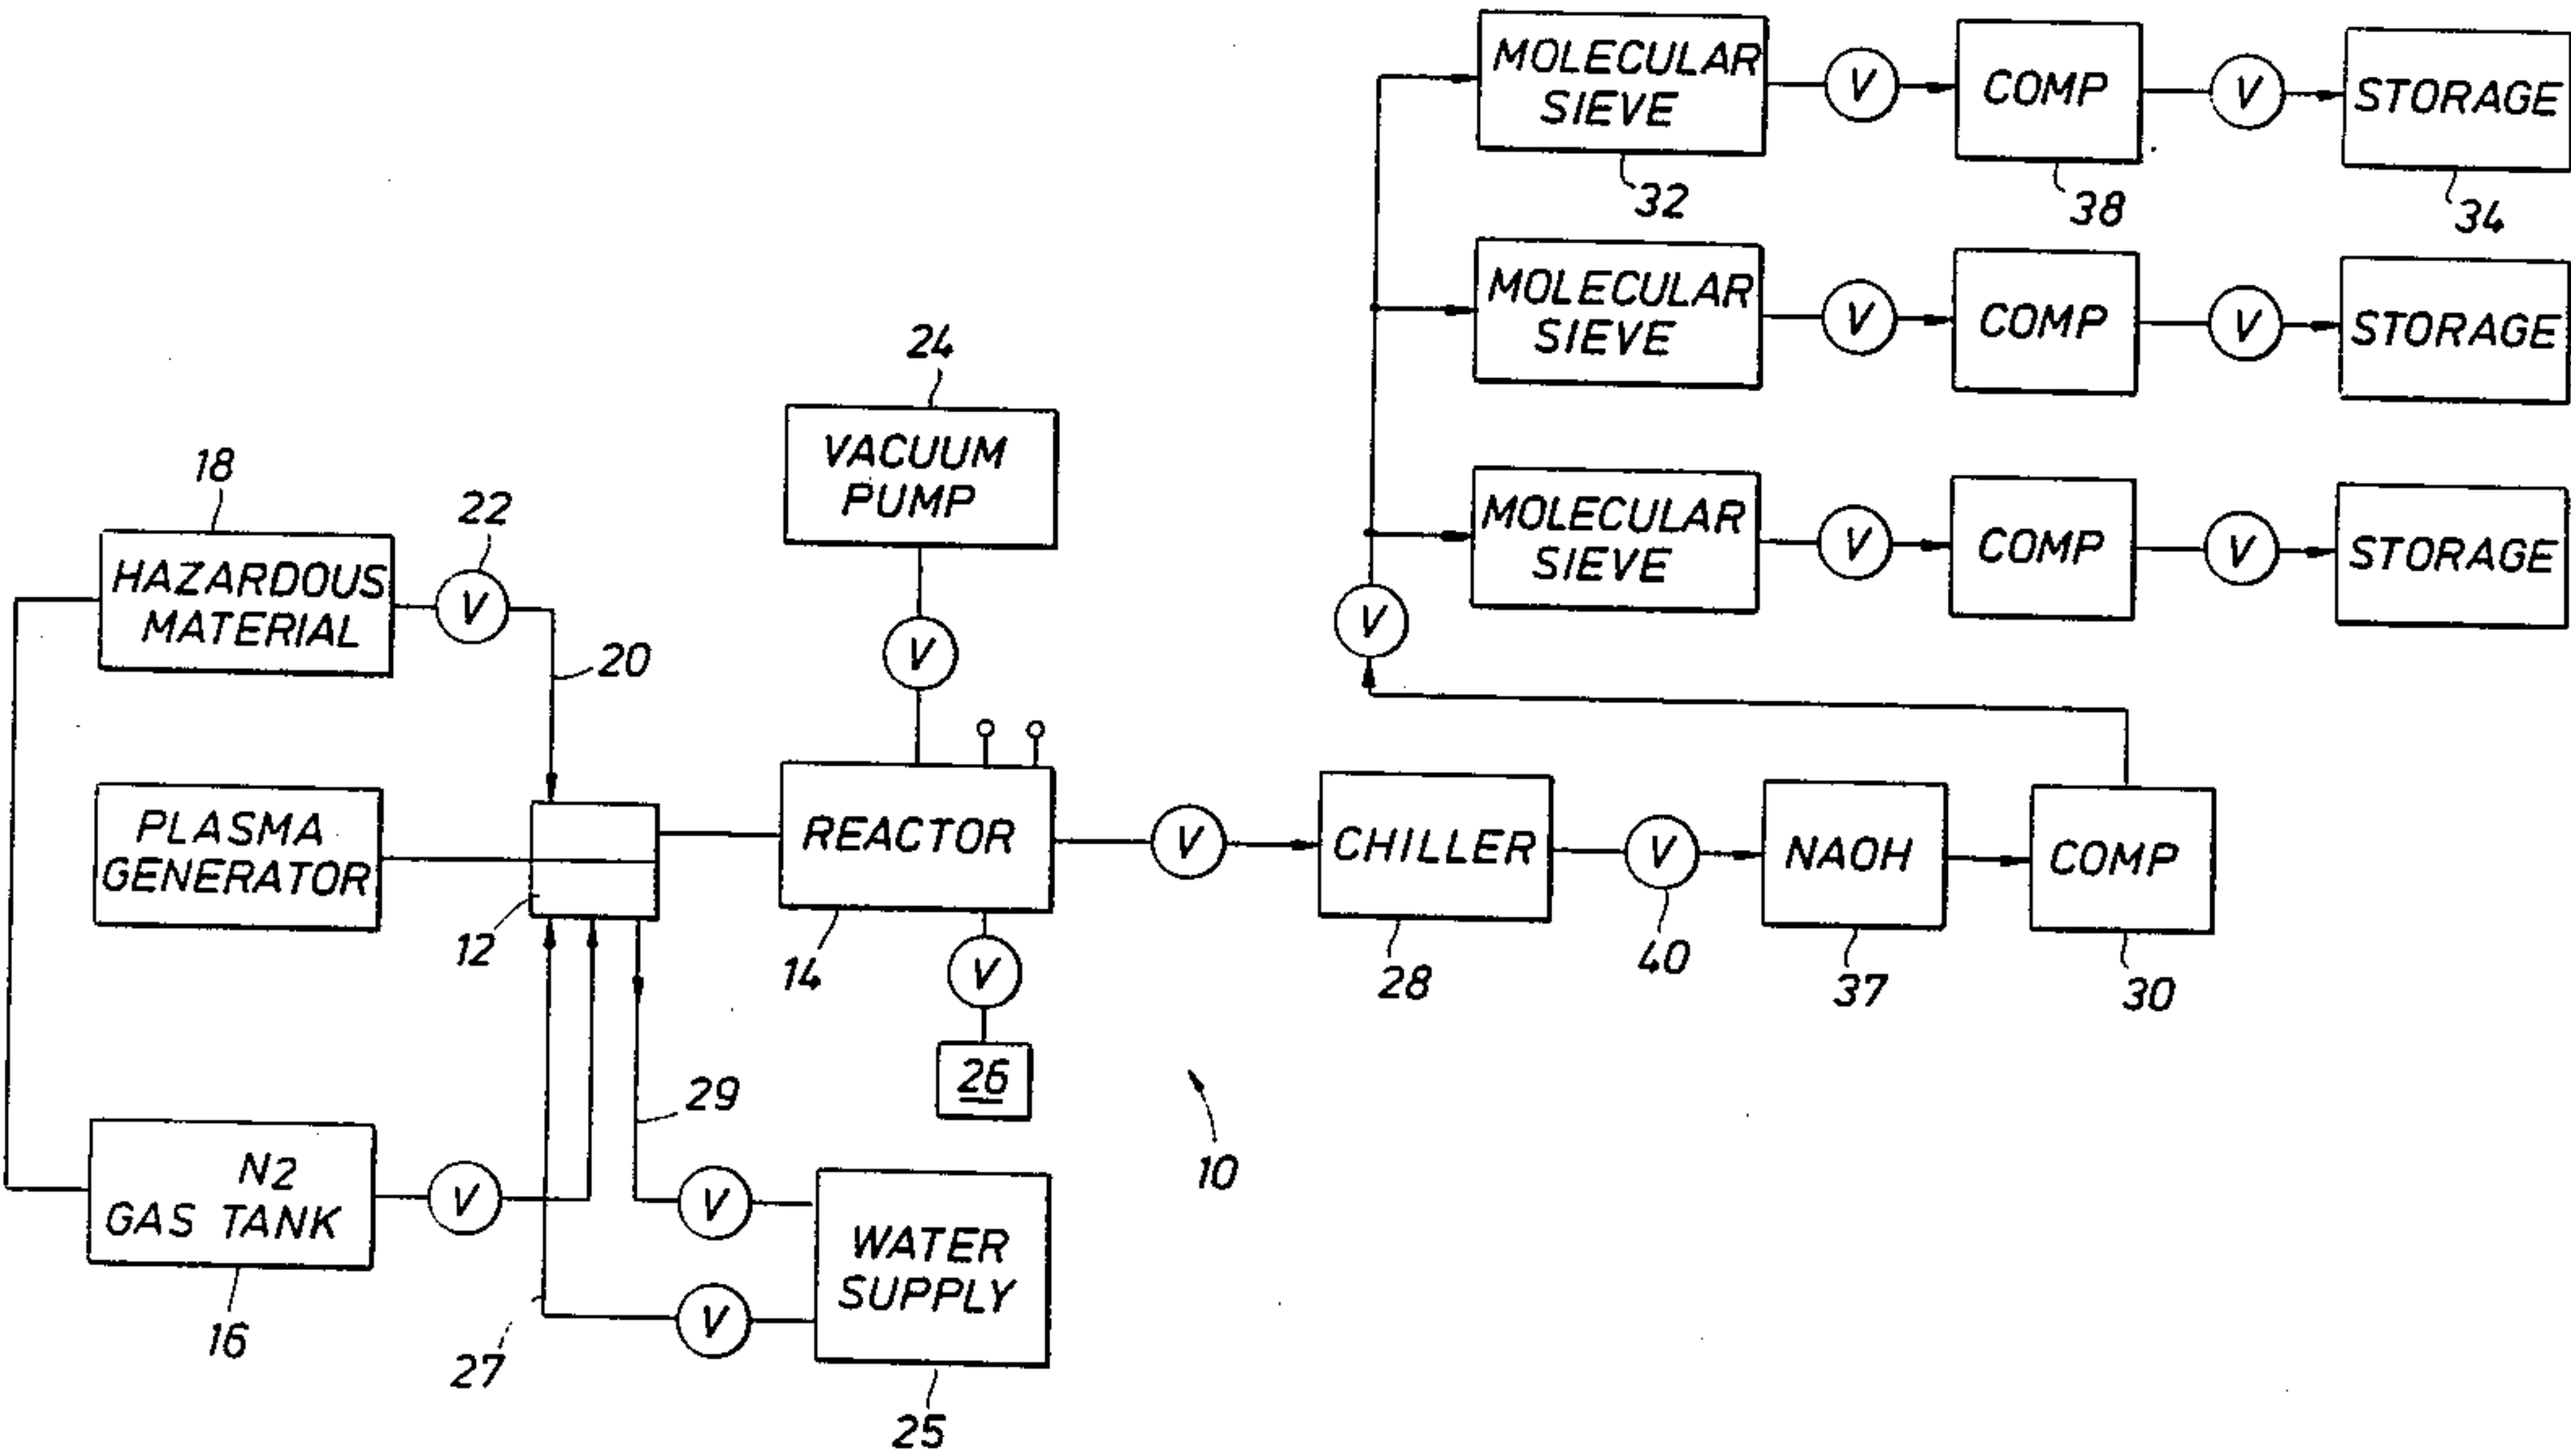 MOLECULAR
SIEVE
V
COMP
V
STORAGE
32
38
34
MOLECULAR
SIEVE
V
COMP
V
STORAGE
24
VACUUM
PUMP
MOLECULAR
SIEVE
V
COMP
V
STORAGE
18
22
HAZARDOUS
MATERIAL
V
20
V
V
PLASMA
GENERATOR
12
REACTOR
14
V
CHILLER
28
V
40
NAOH
37
COMP
30
V
26
29
10
N2
GAS TANK
16
V
V
WATER
SUPPLY
V
27
25